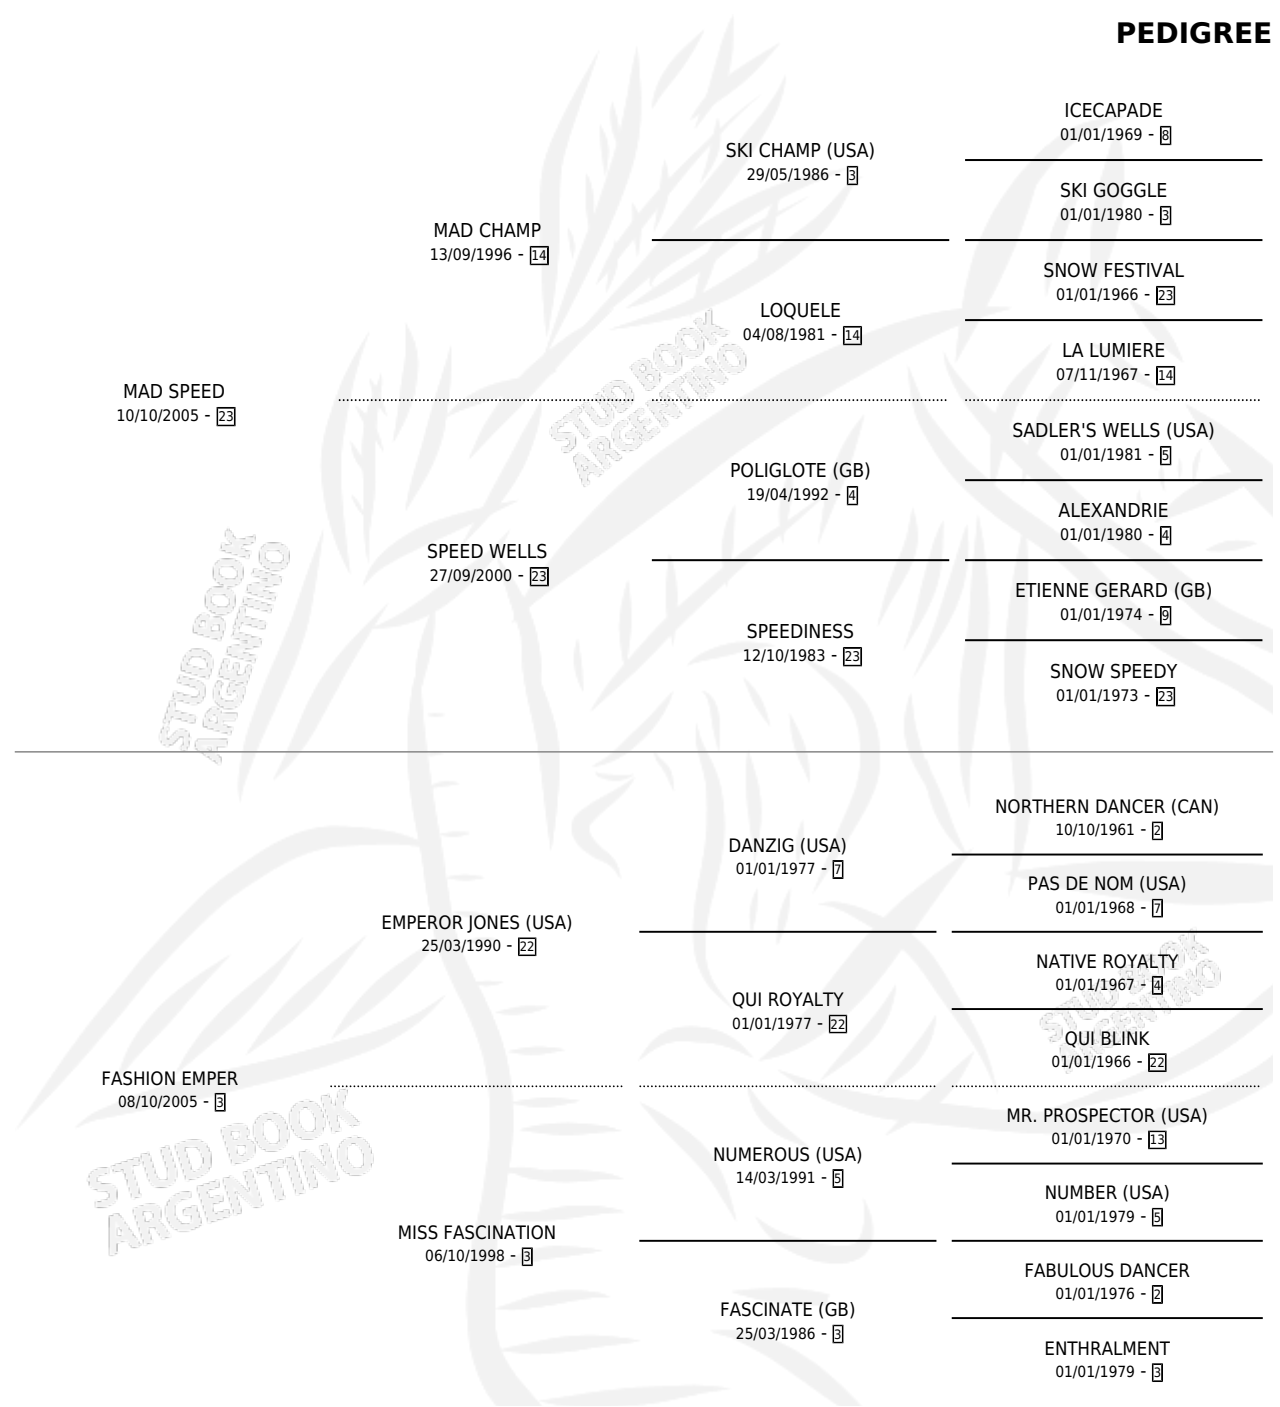 PEDIGREE
ICECAPADE
01/01/1969 - 8
SKI CHAMP (USA)
29/05/1986 - 3
SKI GOGGLE
01/01/1980 - 3
MAD CHAMP
13/09/1996 - 14
SNOW FESTIVAL
01/01/1966 - 23
LOQUELE
04/08/1981 - 14
LA LUMIERE
07/11/1967 - 14
MAD SPEED
10/10/2005 - 23
STUD BOOK
ARGENTINO
SADLER'S WELLS (USA)
01/01/1981 - 5
POLIGLOTE (GB)
19/04/1992 - 4
ALEXANDRIE
01/01/1980 - 4
SPEED WELLS
27/09/2000 - 23
ETIENNE GERARD (GB)
01/01/1974 - 9
SPEEDINESS
12/10/1983 - 23
SNOW SPEEDY
01/01/1973 - 23
STUD BOOK
ARGENTINO
NORTHERN DANCER (CAN)
10/10/1961 - 2
DANZIG (USA)
01/01/1977 - 7
PAS DE NOM (USA)
01/01/1968 - 7
EMPEROR JONES (USA)
25/03/1990 - 22
NATIVE ROYALTY
01/01/1967 - 4
QUI ROYALTY
01/01/1977 - 22
STUD BOOK
ARGENTINO
QUI BLINK
01/01/1966 - 22
FASHION EMPER
08/10/2005 - 3
MR. PROSPECTOR (USA)
01/01/1970 - 13
NUMEROUS (USA)
14/03/1991 - 5
STUD BOOK
ARGENTINO
NUMBER (USA)
01/01/1979 - 5
MISS FASCINATION
06/10/1998 - 3
FABULOUS DANCER
01/01/1976 - 2
FASCINATE (GB)
25/03/1986 - 3
ENTHRALMENT
01/01/1979 - 3